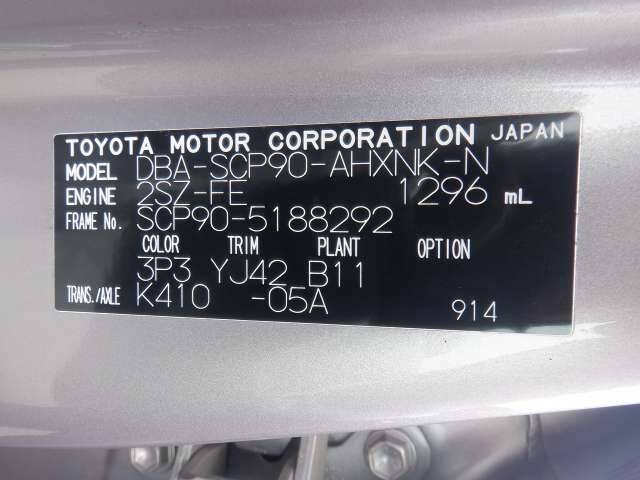 TOYOTA MOTOR CORPORATION JAPAN
MODEL DBA-SCP90-AHXNK-N
ENGINE 2SZ-FE 1296 mL
FRAME No. SCP90-5188292
COLOR TRIM PLANT OPTION
3P3 YJ42 B11
TRANS./AXLE K410 -05A
914